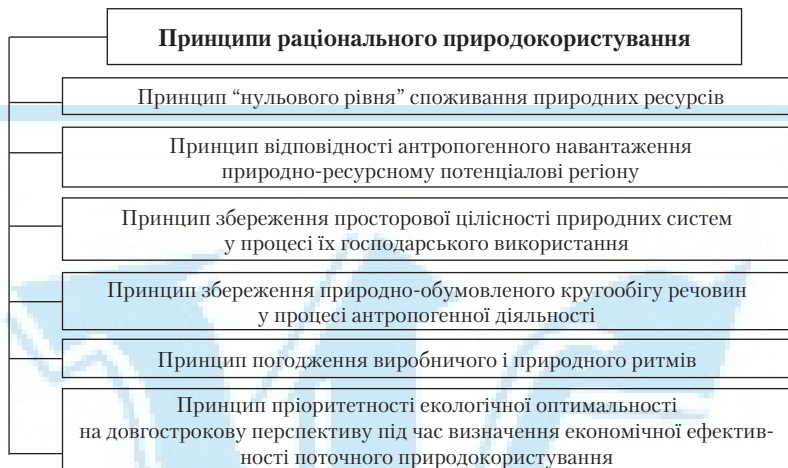 Принципи раціонального природокористування
Принцип “нульового рівня” споживання природних ресурсів
Принцип відповідності антропогенного навантаження
природно-ресурсному потенціалові регіону
Принцип збереження просторової цілісності природних систем
у процесі їх господарського використання
Принцип збереження природно-обумовленого кругообігу речовин
у процесі антропогенної діяльності
Принцип погодження виробничого і природного ритмів
Принцип пріоритетності екологічної оптимальності
на довгострокову перспективу під час визначення економічної ефектив-
ності поточного природокористування